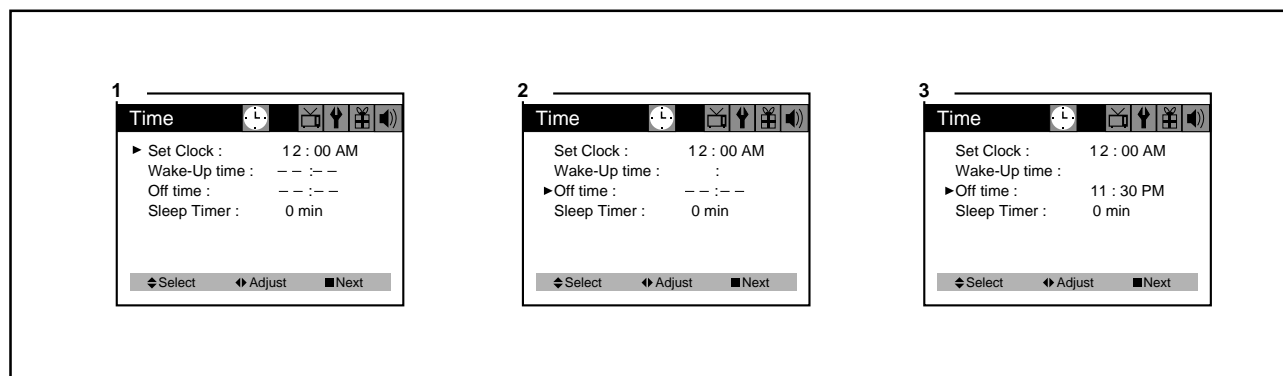 1
Time
► Set Clock : 12 : 00 AM
Wake-Up time : – – :– –
Off time : – – :– –
Sleep Timer : 0 min
Select Adjust Next
2
Time
Set Clock : 12 : 00 AM
Wake-Up time : :
►Off time : – – :– –
Sleep Timer : 0 min
Select Adjust Next
3
Time
Set Clock : 12 : 00 AM
Wake-Up time :
►Off time : 11 : 30 PM
Sleep Timer : 0 min
Select Adjust Next